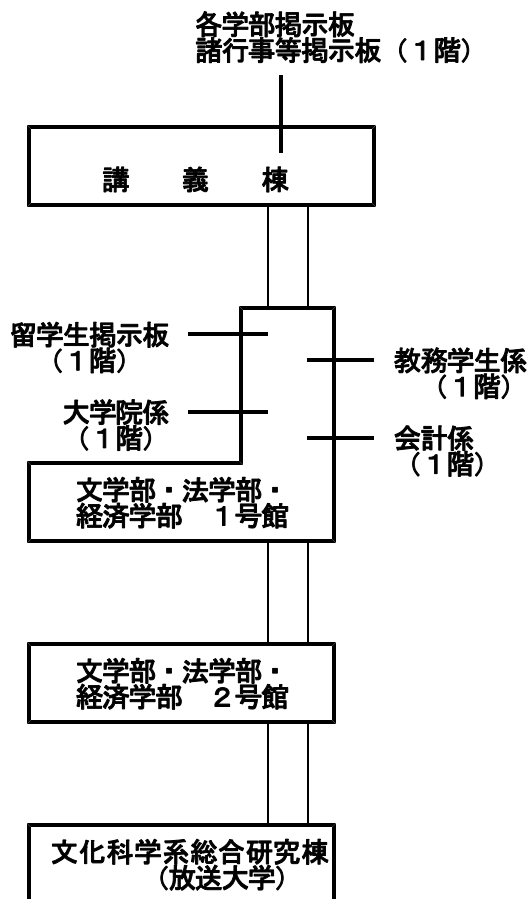 各学部掲示板
諸行事等掲示板（１階）
講　義　棟
留学生掲示板
（１階）
教務学生係
（１階）
大学院係
（１階）
会計係
（１階）
文学部・法学部・
経済学部　１号館
文学部・法学部・
経済学部　２号館
文化科学系総合研究棟
（放送大学）